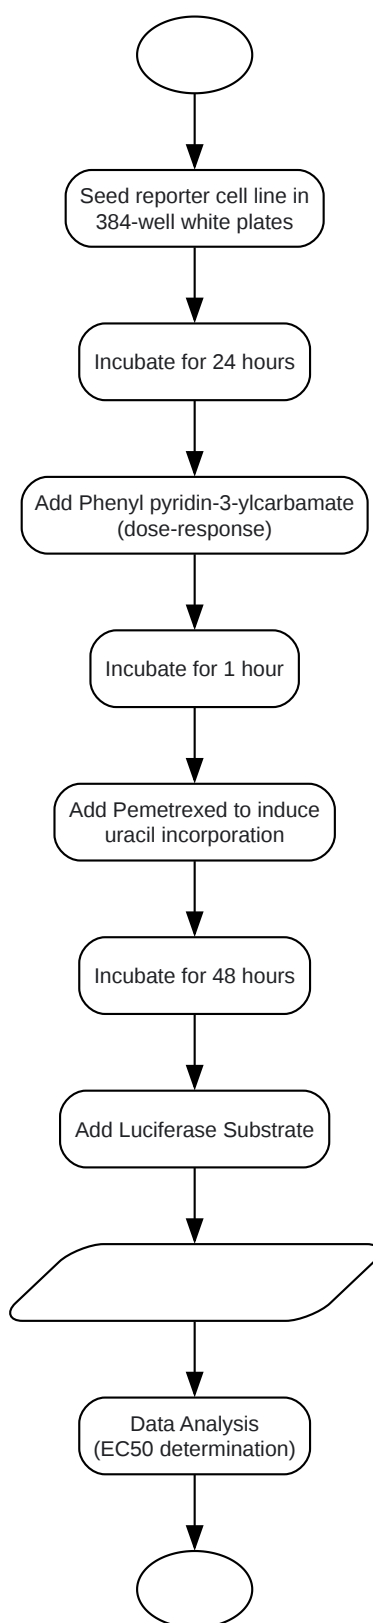 Seed reporter cell line in
384-well white plates
Incubate for 24 hours
Add Phenyl pyridin-3-ylcarbamate
(dose-response)
Incubate for 1 hour
Add Pemetrexed to induce
uracil incorporation
Incubate for 48 hours
Add Luciferase Substrate
Data Analysis
(EC50 determination)